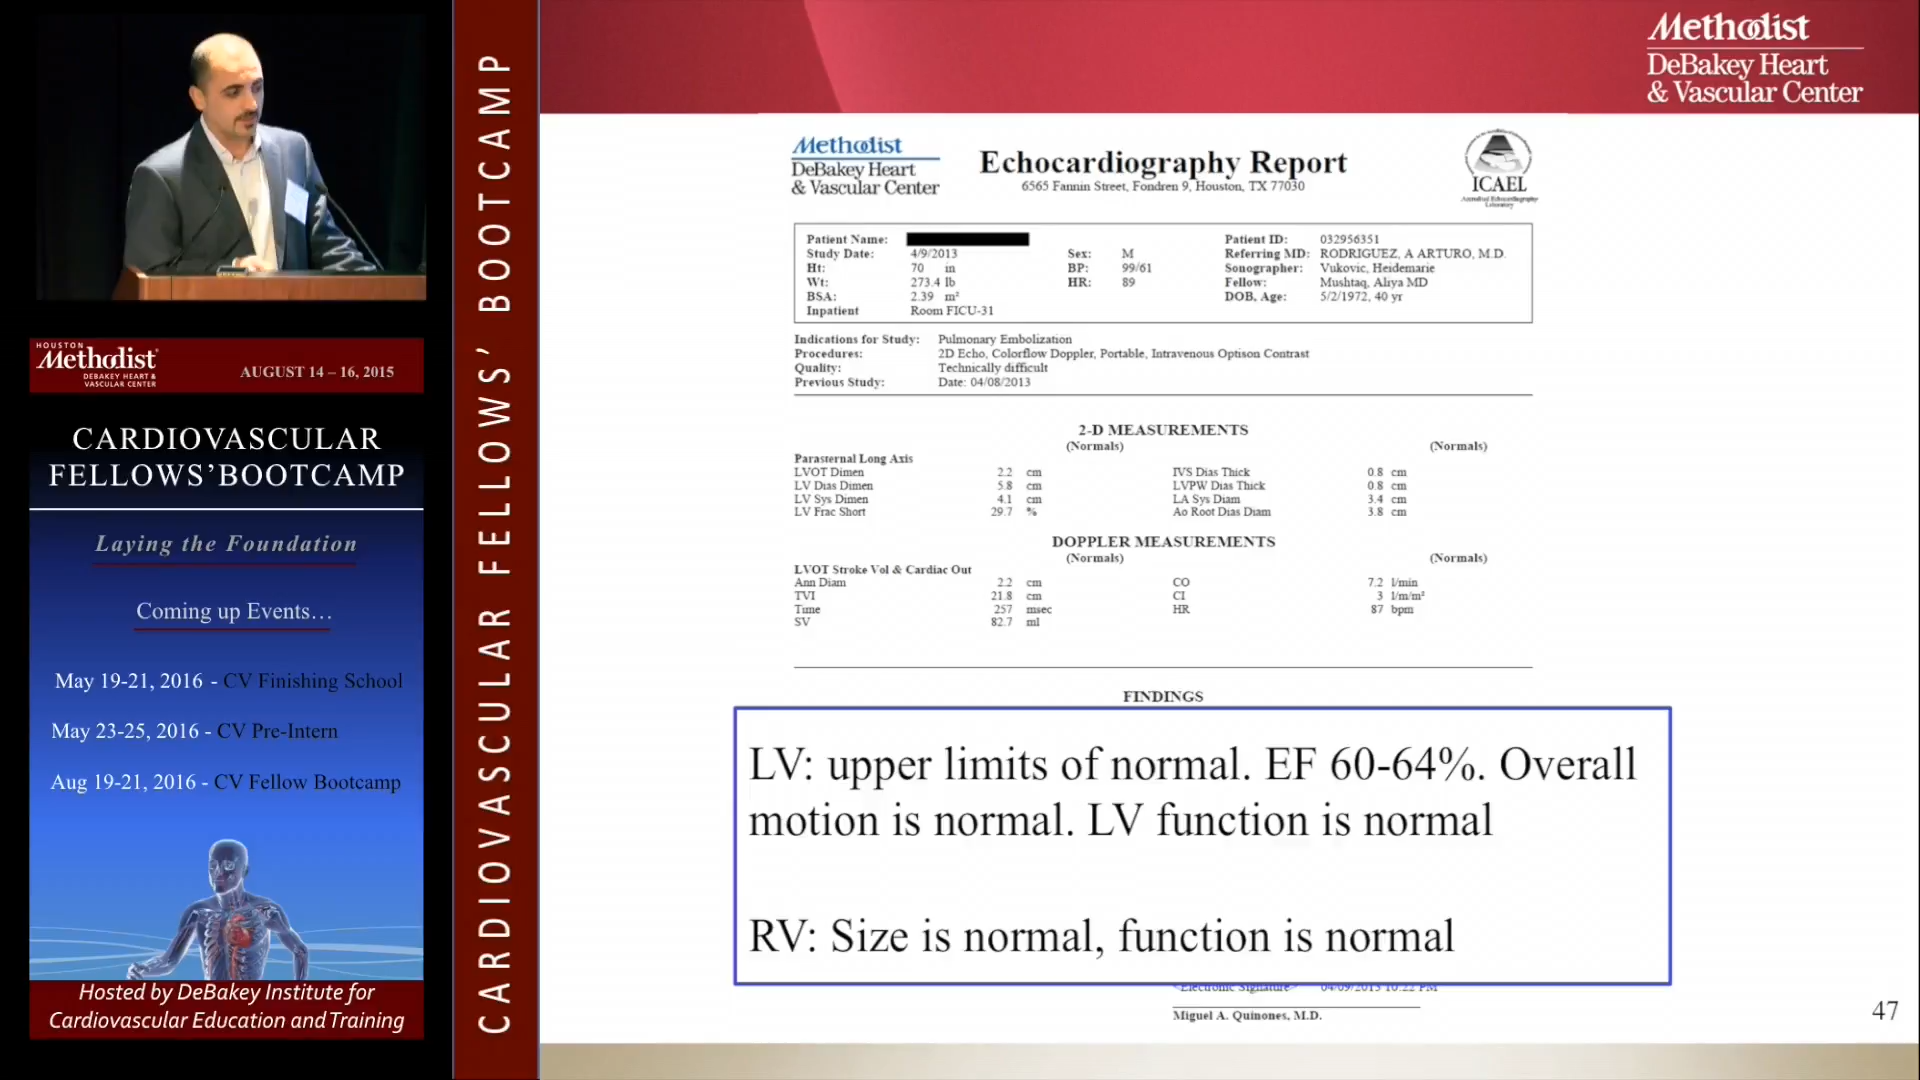 HOUSTON
Methodist
DEBAKEY HEART &
VASCULAR CENTER
AUGUST 14 – 16, 2015
CARDIOVASCULAR
FELLOWS'BOOTCAMP
Laying the Foundation
Coming up Events…
May 19-21, 2016 - CV Finishing School
May 23-25, 2016 - CV Pre-Intern
Aug 19-21, 2016 - CV Fellow Bootcamp
Hosted by DeBakey Institute for
Cardiovascular Education and Training
CARDIOVASCULAR FELLOWS' BOOTCAMP
Methodist
DeBakey Heart
& Vascular Center
Methodist
DeBakey Heart
& Vascular Center
Echocardiography Report
6565 Fannin Street, Fondren 9, Houston, TX 77030
ICAEL
Accredited Echocardiography
Laboratory
Patient Name:
Patient ID: 032956351
Study Date: 4/9/2013 Sex: M Referring MD: RODRIGUEZ, A ARTURO, M.D.
Ht: 70 in BP: 99/61 Sonographer: Vukovic, Heidemarie
Wt: 273.4 lb HR: 89 Fellow: Mushtaq, Aliya MD
BSA: 2.39 m² DOB, Age: 5/2/1972, 40 yr
Inpatient Room FICU-31
Indications for Study: Pulmonary Embolization
Procedures: 2D Echo, Colorflow Doppler, Portable, Intravenous Optison Contrast
Quality: Technically difficult
Previous Study: Date: 04/08/2013
2-D MEASUREMENTS
(Normals) (Normals)
Parasternal Long Axis
LVOT Dimen 2.2 cm IVS Dias Thick 0.8 cm
LV Dias Dimen 5.8 cm LVPW Dias Thick 0.8 cm
LV Sys Dimen 4.1 cm LA Sys Diam 3.4 cm
LV Frac Short 29.7 % Ao Root Dias Diam 3.8 cm
DOPPLER MEASUREMENTS
(Normals) (Normals)
LVOT Stroke Vol & Cardiac Out
Ann Diam 2.2 cm CO 7.2 l/min
TVI 21.8 cm CI 3 l/m/m²
Time 257 msec HR 87 bpm
SV 82.7 ml
FINDINGS
LV: upper limits of normal. EF 60-64%. Overall
motion is normal. LV function is normal
RV: Size is normal, function is normal
<Electronic Signature> 04/09/2013 10:22 PM
Miguel A. Quinones, M.D.
47